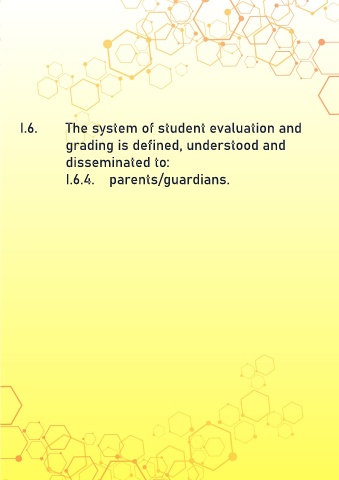 I.6. The system of student evaluation and
grading is defined, understood and
disseminated to:
I.6.4. parents/guardians.